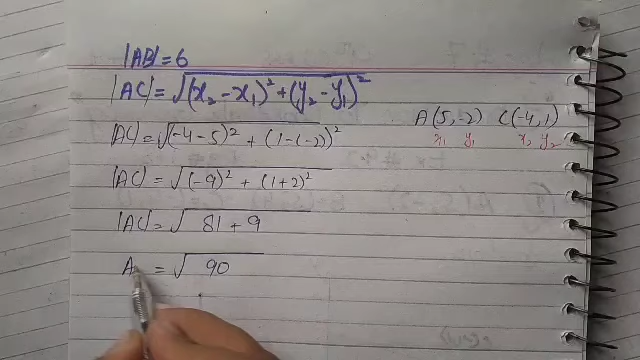 |AB| = 6
|AC| = √(x₂ - x₁)² + (y₂ - y₁)²
A(5, -2) C(-4, 1)
x₁ y₁ x₂ y₂
|AC| = √(-4 - 5)² + (1 - (-2))²
|AC| = √(-9)² + (1 + 2)²
|AC| = √81 + 9
A = √90